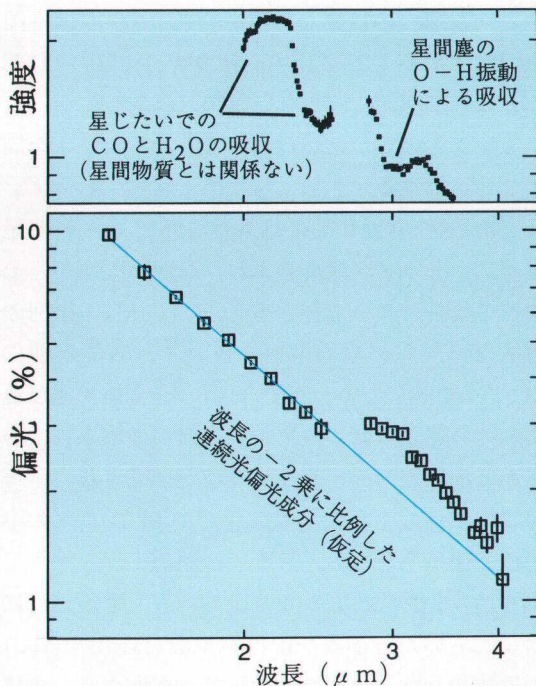 強度
1
星じたいでの
COとH2Oの吸収
(星間物質とは関係ない)
星間塵の
O-H振動
による吸収
偏光(%)
10
1
波長の-2乗に比例した
連続光偏光成分(仮定)
2
3
4
波長(μm)